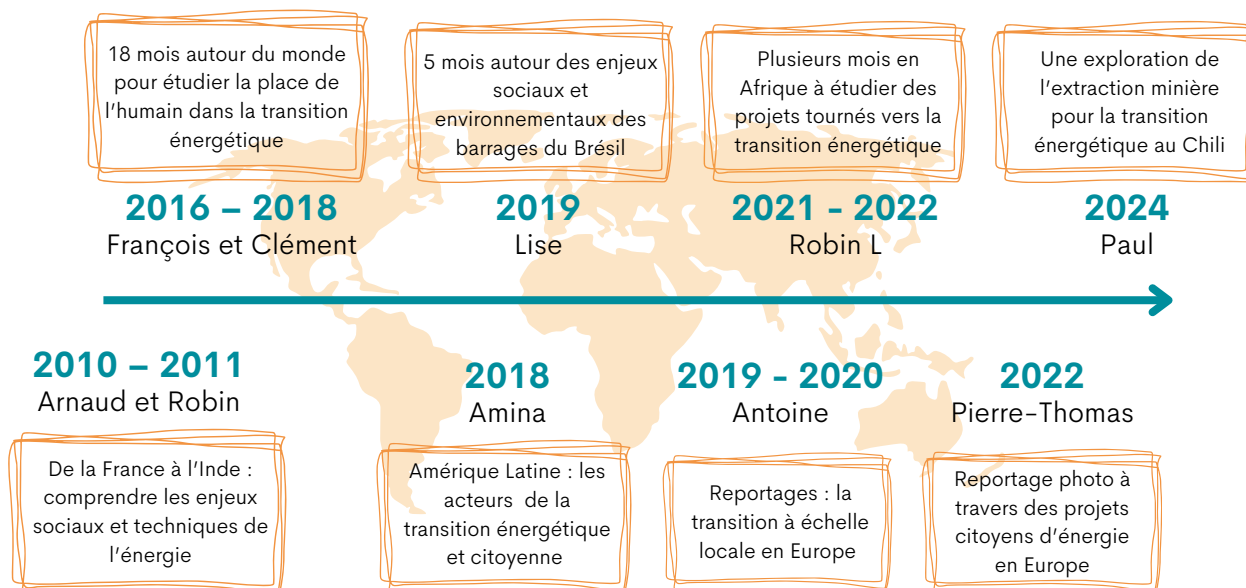 18 mois autour du monde
pour étudier la place de
l'humain dans la transition
énergétique
2016 – 2018
François et Clément
5 mois autour des enjeux
sociaux et
environnementaux des
barrages du Brésil
2019
Lise
Plusieurs mois en
Afrique à étudier des
projets tournés vers la
transition énergétique
2021 - 2022
Robin L
Une exploration de
l'extraction minière
pour la transition
énergétique au Chili
2024
Paul
2010 – 2011
Arnaud et Robin
De la France à l'Inde :
comprendre les enjeux
sociaux et techniques de
l'énergie
2018
Amina
Amérique Latine : les
acteurs de la
transition énergétique
et citoyenne
2019 - 2020
Antoine
Reportages : la
transition à échelle
locale en Europe
2022
Pierre-Thomas
Reportage photo à
travers des projets
citoyens d'énergie
en Europe